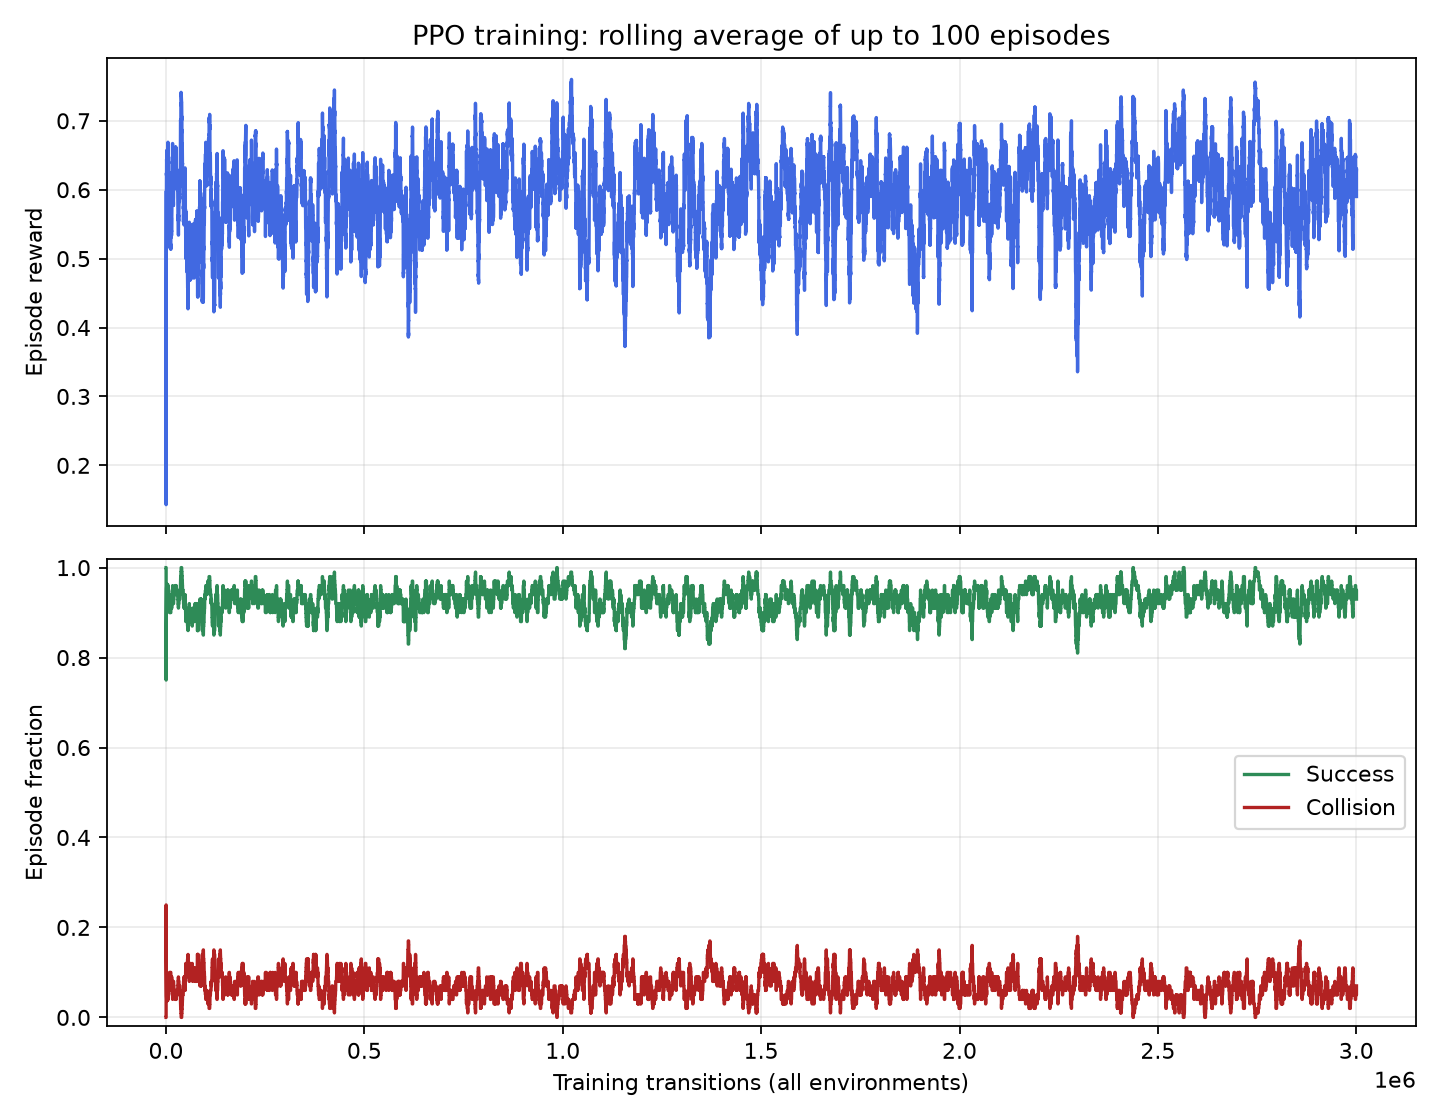 PPO training: rolling average of up to 100 episodes
Episode reward
0.7
0.6
0.5
0.4
0.3
0.2
Episode fraction
1.0
0.8
0.6
0.4
0.2
0.0
Success
Collision
0.0 0.5 1.0 1.5 2.0 2.5 3.0
1e6
Training transitions (all environments)